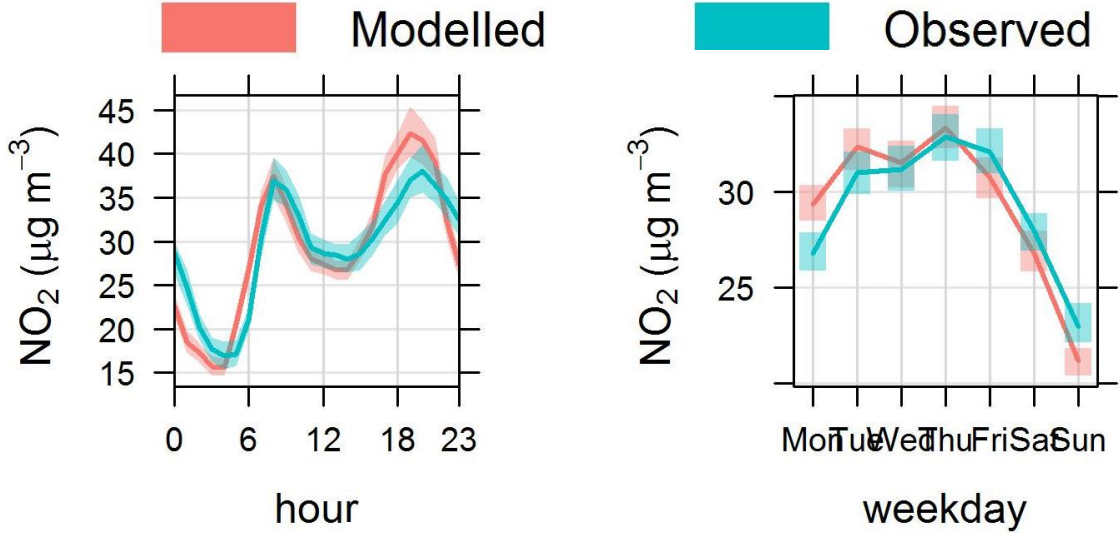 Modelled
Observed
NO₂ (µg m⁻³)
45
40
35
30
25
20
15
0 6 12 18 23
hour
NO₂ (µg m⁻³)
30
25
Mon Tue Wed Thu Fri Sat Sun
weekday